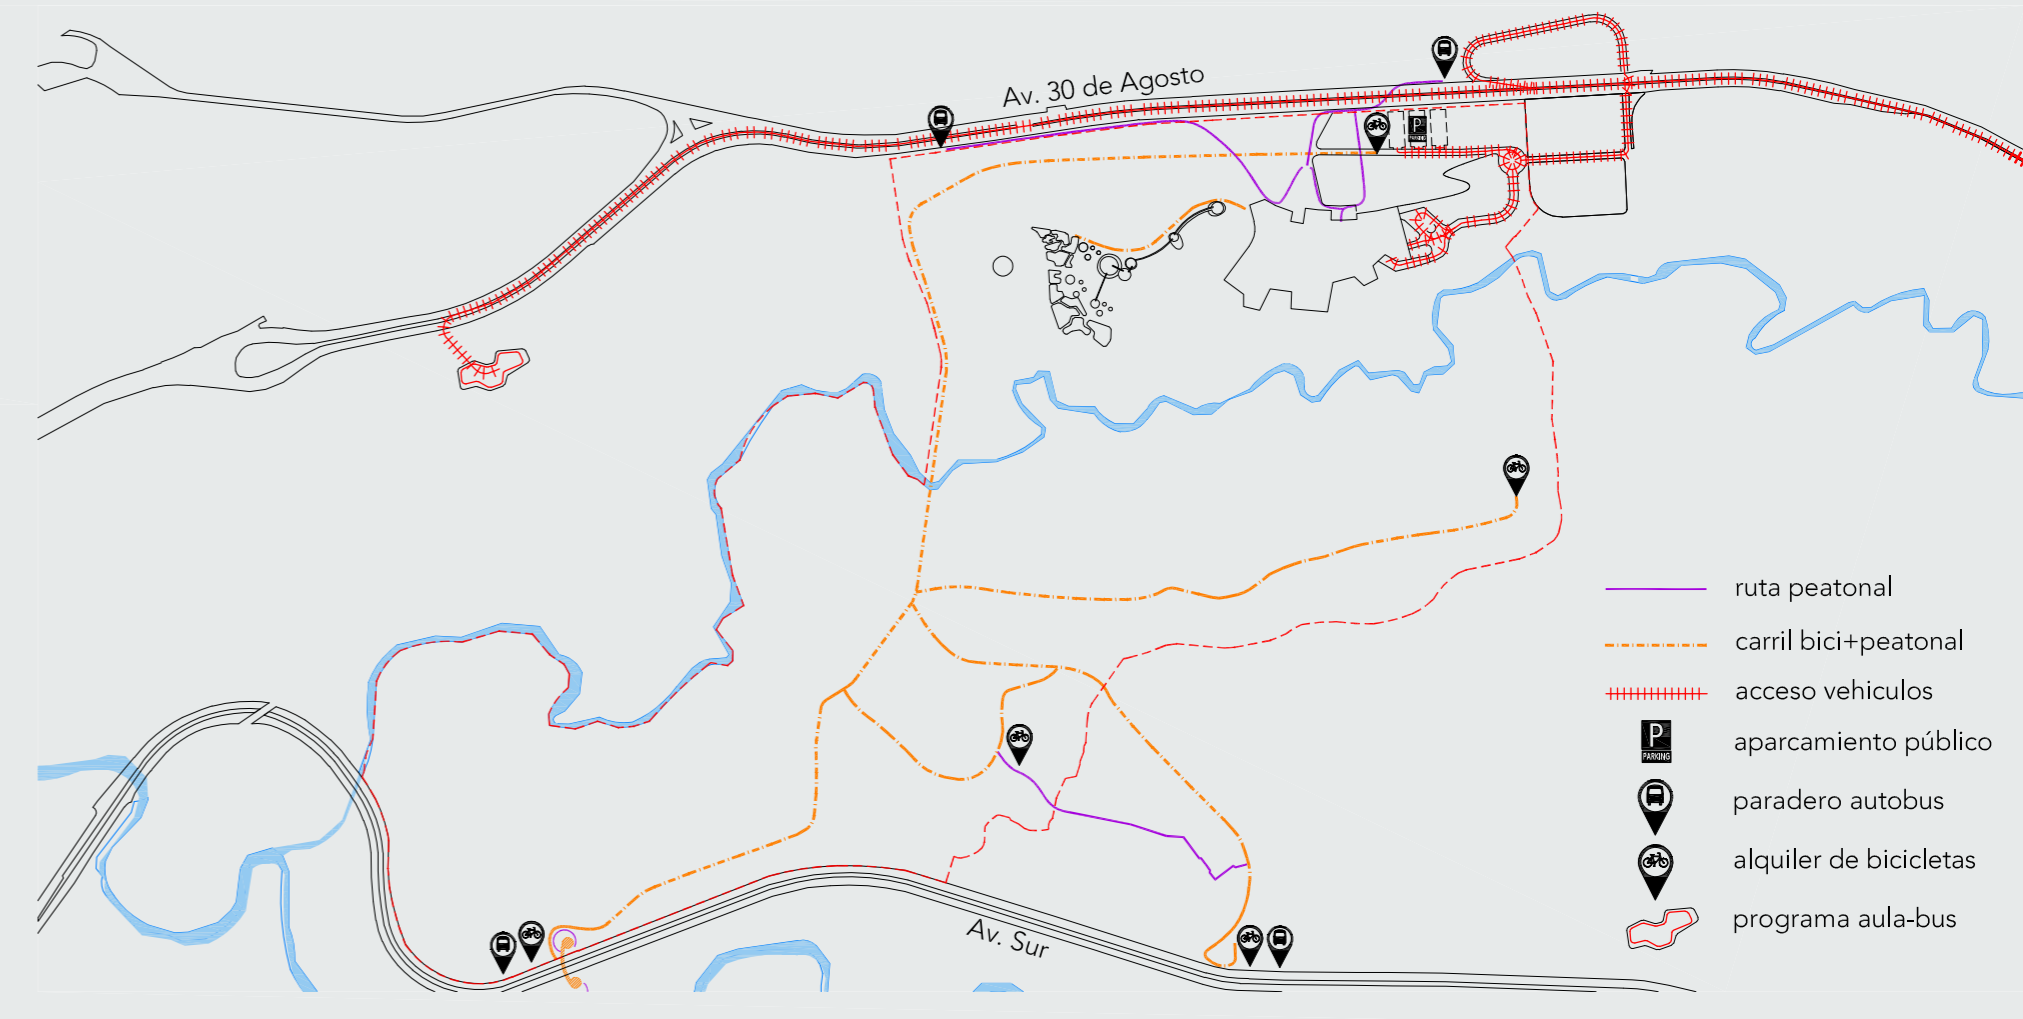 Av. 30 de Agosto
P
ruta peatonal
carril bici+peatonal
acceso vehiculos
P
PARKING
aparcamiento público
paradero autobus
alquiler de bicicletas
programa aula-bus
Av. Sur